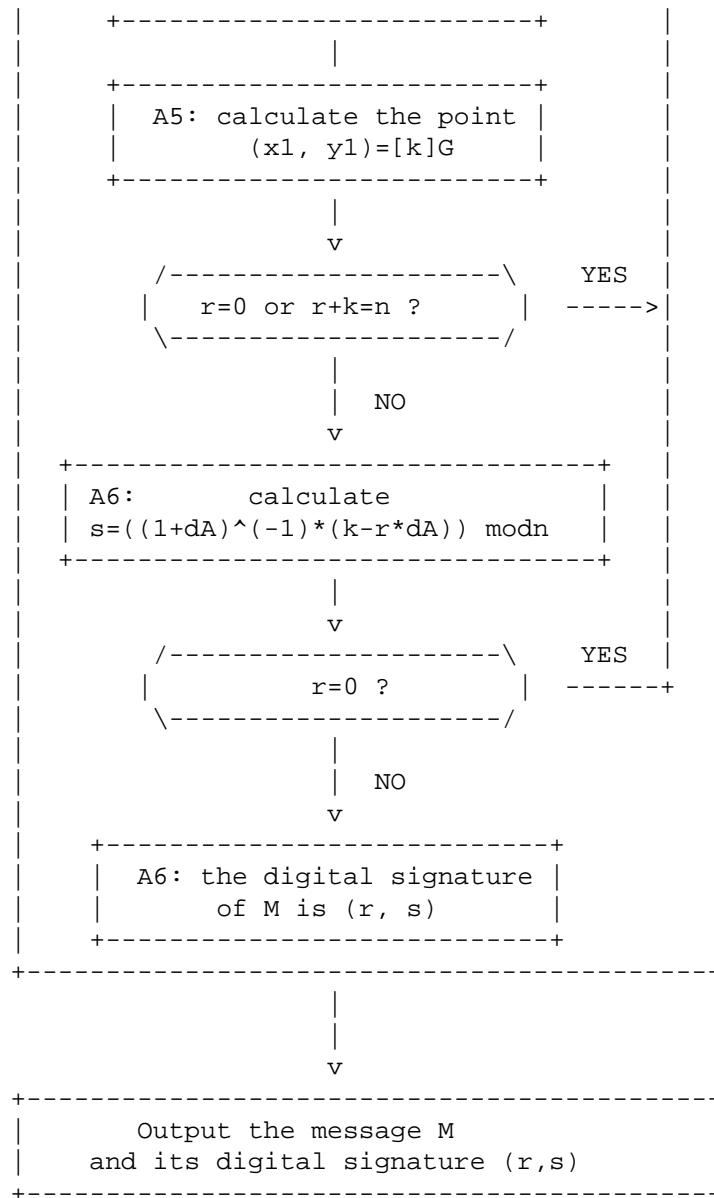 A5: calculate the point
(x1, y1)=[k]G
YES
r=0 or r+k=n ?
NO
A6: calculate
s=((1+dA)^(-1)*(k-r*dA)) modn
YES
r=0 ?
NO
A6: the digital signature
of M is (r, s)
Output the message M
and its digital signature (r,s)